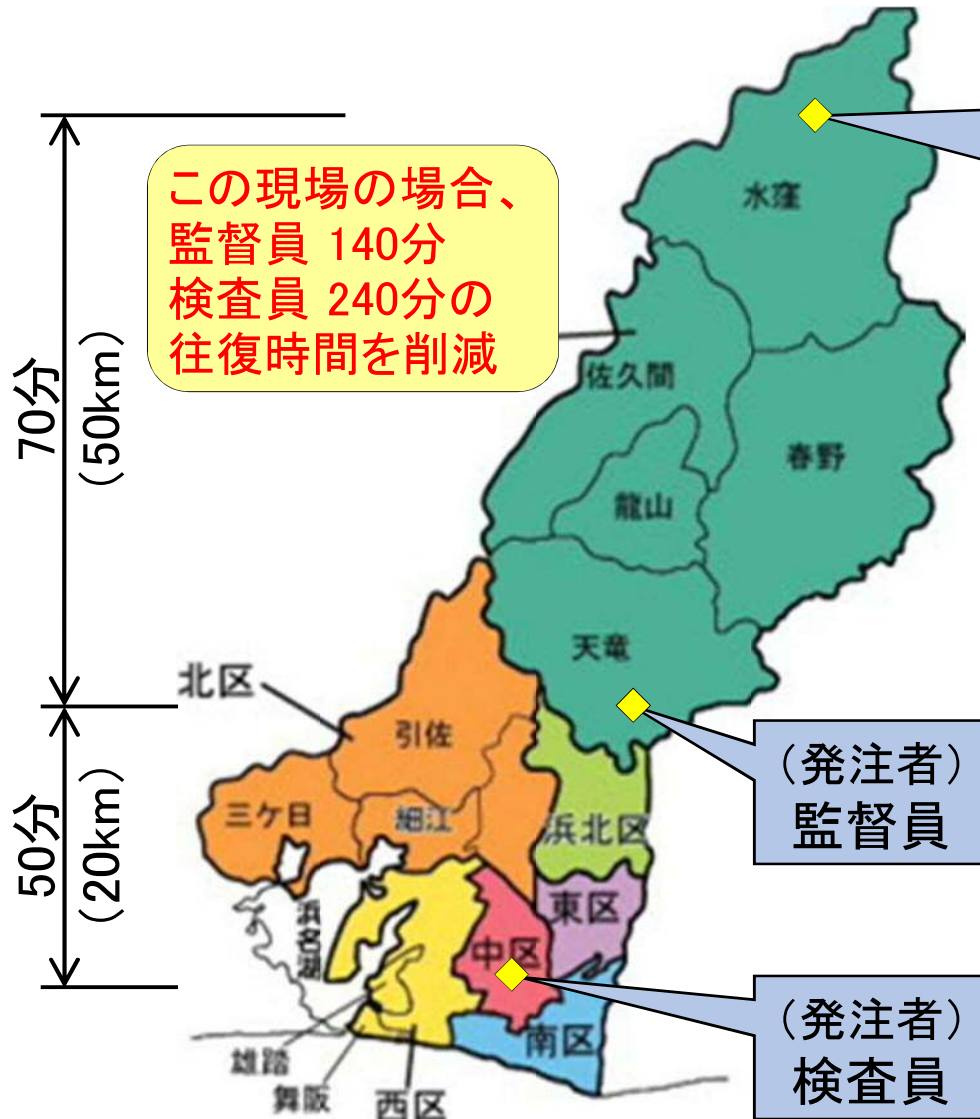 この現場の場合、
監督員 140分
検査員 240分の
往復時間を削減
70分
(50km)
50分
(20km)
水窪
佐久間
春野
龍山
天竜
北区
引佐
三ケ日
細江
浜北区
浜名湖
東区
中区
南区
雄踏
舞阪
西区
(発注者)
監督員
(発注者)
検査員